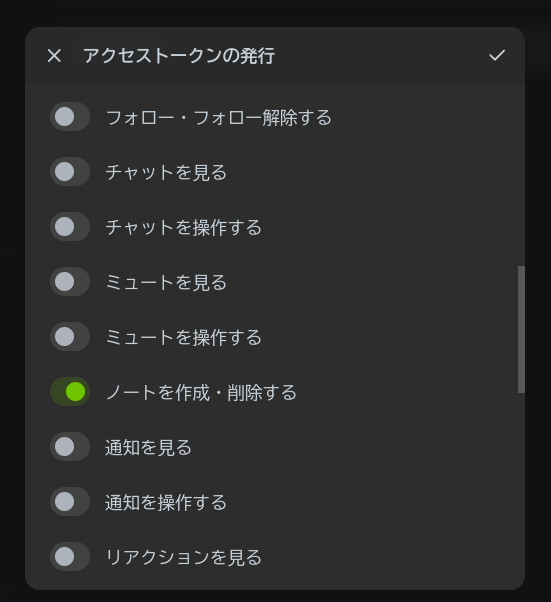 アクセストークンの発行
フォロー・フォロー解除する
チャットを見る
チャットを操作する
ミュートを見る
ミュートを操作する
ノートを作成・削除する
通知を見る
通知を操作する
リアクションを見る